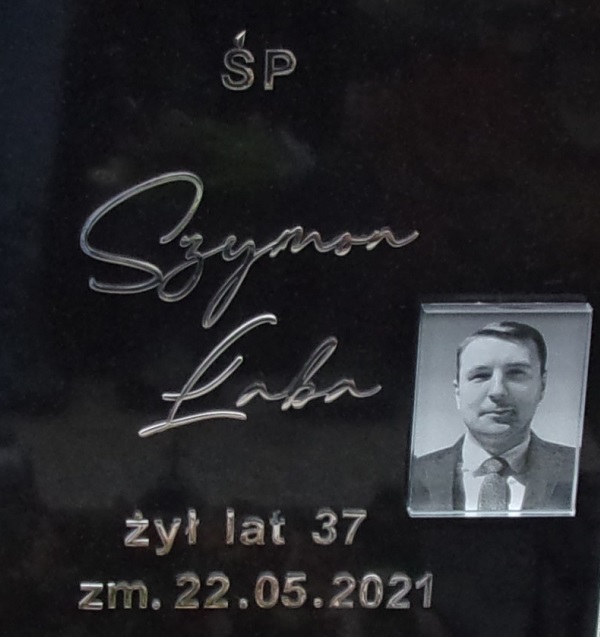 ŚP
Szymon
Łaba
żył lat 37
zm. 22.05.2021